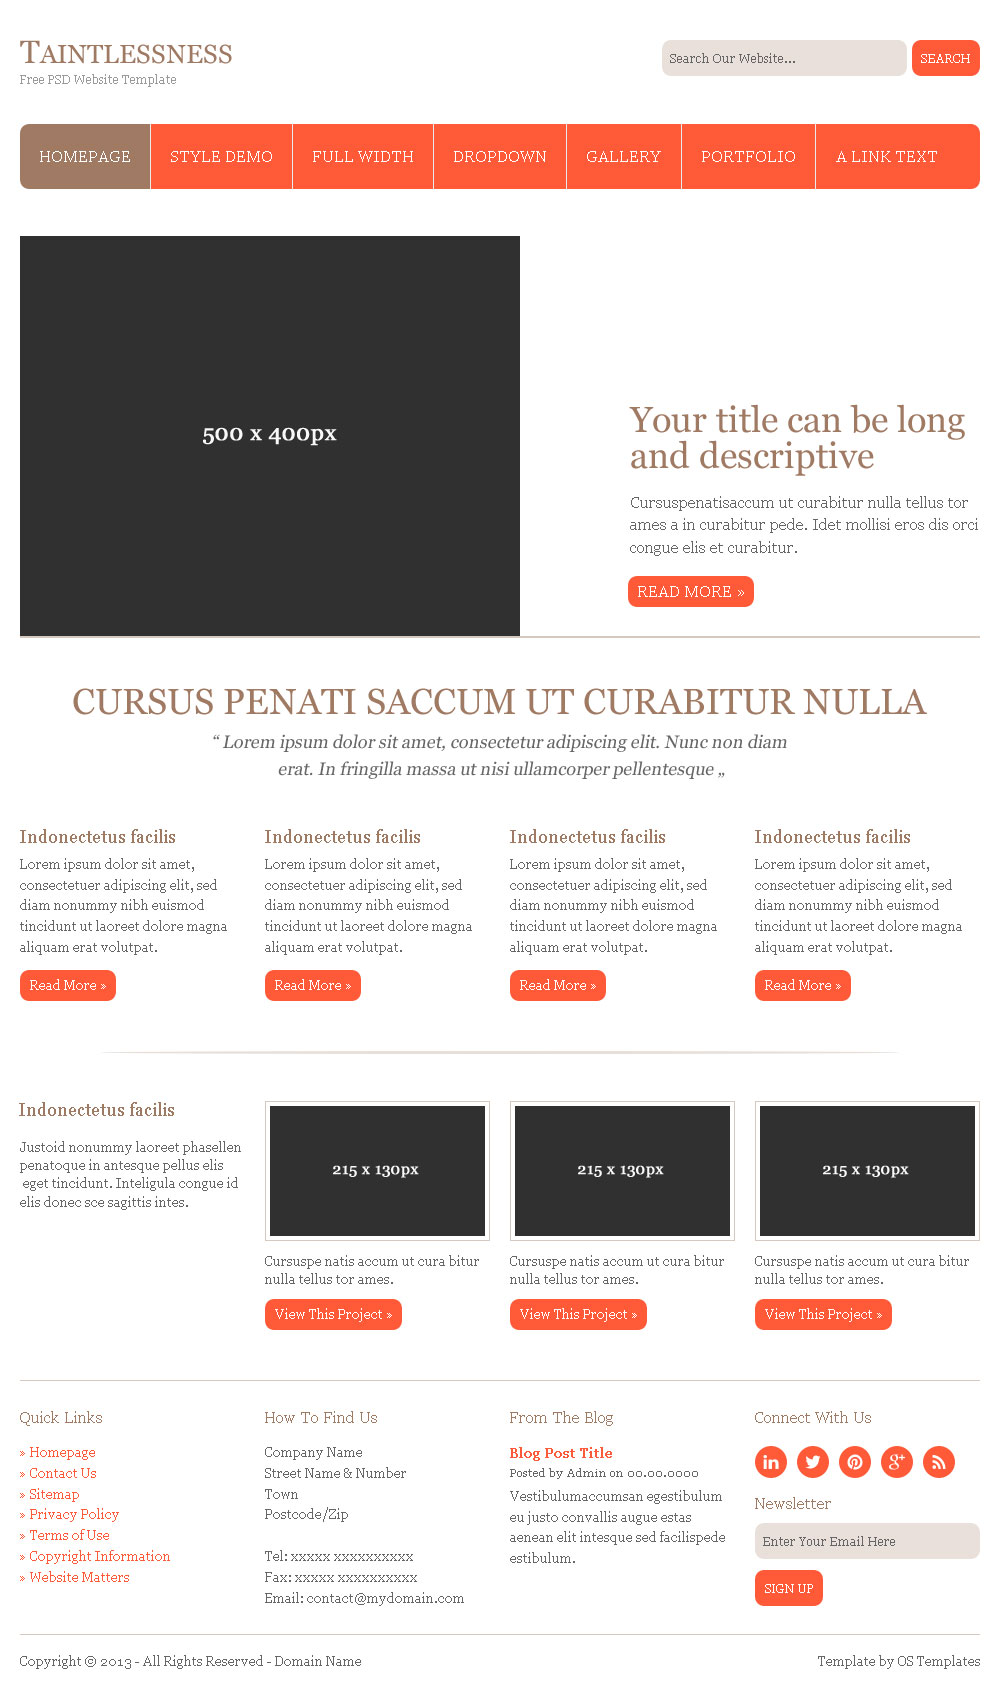 TAINTLESSNESS
Free PSD Website Template
Search Our Website...
SEARCH
HOMEPAGE
STYLE DEMO
FULL WIDTH
DROPDOWN
GALLERY
PORTFOLIO
A LINK TEXT
500 x 400px
Your title can be long
and descriptive
Cursuspenatisaccum ut curabitur nulla tellus tor
ames a in curabitur pede. Idet mollisi eros dis orci
congue elis et curabitur.
READ MORE »
CURSUS PENATI SACCUM UT CURABITUR NULLA
“ Lorem ipsum dolor sit amet, consectetur adipiscing elit. Nunc non diam
erat. In fringilla massa ut nisi ullamcorper pellentesque „
Indonectetus facilis
Lorem ipsum dolor sit amet,
consectetuer adipiscing elit, sed
diam nonummy nibh euismod
tincidunt ut laoreet dolore magna
aliquam erat volutpat.
Read More »
Indonectetus facilis
Lorem ipsum dolor sit amet,
consectetuer adipiscing elit, sed
diam nonummy nibh euismod
tincidunt ut laoreet dolore magna
aliquam erat volutpat.
Read More »
Indonectetus facilis
Lorem ipsum dolor sit amet,
consectetuer adipiscing elit, sed
diam nonummy nibh euismod
tincidunt ut laoreet dolore magna
aliquam erat volutpat.
Read More »
Indonectetus facilis
Lorem ipsum dolor sit amet,
consectetuer adipiscing elit, sed
diam nonummy nibh euismod
tincidunt ut laoreet dolore magna
aliquam erat volutpat.
Read More »
Indonectetus facilis
Justoid nonummy laoreet phasellen
penatoque in antesque pellus elis
eget tincidunt. Inteligula congue id
elis donec sce sagittis intes.
215 x 130px
Cursuspe natis accum ut cura bitur
nulla tellus tor ames.
View This Project »
215 x 130px
Cursuspe natis accum ut cura bitur
nulla tellus tor ames.
View This Project »
215 x 130px
Cursuspe natis accum ut cura bitur
nulla tellus tor ames.
View This Project »
Quick Links
» Homepage
» Contact Us
» Sitemap
» Privacy Policy
» Terms of Use
» Copyright Information
» Website Matters
How To Find Us
Company Name
Street Name & Number
Town
Postcode/Zip
Tel: xxxxx xxxxxxxxxx
Fax: xxxxx xxxxxxxxxx
Email: contact@mydomain.com
From The Blog
Blog Post Title
Posted by Admin on 00.00.0000
Vestibulumaccumsan egestibulum
eu justo convallis augue estas
aenean elit intesque sed facilispede
estibulum.
Connect With Us
in
g+
Newsletter
Enter Your Email Here
SIGN UP
Copyright © 2013 - All Rights Reserved - Domain Name
Template by OS Templates